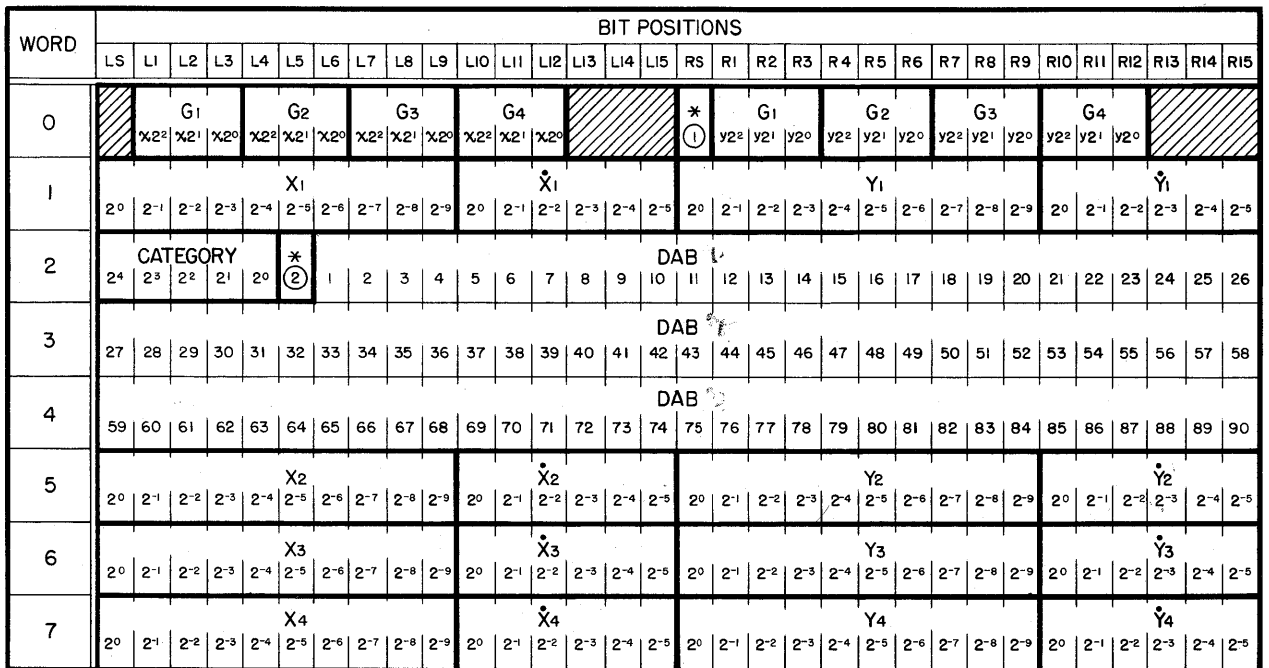 BIT POSITIONS
WORD
LS L1 L2 L3 L4 L5 L6 L7 L8 L9 L10 L11 L12 L13 L14 L15 RS R1 R2 R3 R4 R5 R6 R7 R8 R9 R10 R11 R12 R13 R14 R15
0
G1 G2 G3 G4 * G1 G2 G3 G4
x2² x2¹ x2⁰ x2² x2¹ x2⁰ x2² x2¹ x2⁰ x2² x2¹ x2⁰ ① y2² y2¹ y2⁰ y2² y2¹ y2⁰ y2² y2¹ y2⁰ y2² y2¹ y2⁰
1
X1 Ẋ1 Y1 Ẏ1
2⁰ 2⁻¹ 2⁻² 2⁻³ 2⁻⁴ 2⁻⁵ 2⁻⁶ 2⁻⁷ 2⁻⁸ 2⁻⁹ 2⁰ 2⁻¹ 2⁻² 2⁻³ 2⁻⁴ 2⁻⁵ 2⁰ 2⁻¹ 2⁻² 2⁻³ 2⁻⁴ 2⁻⁵ 2⁻⁶ 2⁻⁷ 2⁻⁸ 2⁻⁹ 2⁰ 2⁻¹ 2⁻² 2⁻³ 2⁻⁴ 2⁻⁵
2
CATEGORY * DAB
2⁴ 2³ 2² 2¹ 2⁰ ② 1 2 3 4 5 6 7 8 9 10 11 12 13 14 15 16 17 18 19 20 21 22 23 24 25 26
3
DAB
27 28 29 30 31 32 33 34 35 36 37 38 39 40 41 42 43 44 45 46 47 48 49 50 51 52 53 54 55 56 57 58
4
DAB
59 60 61 62 63 64 65 66 67 68 69 70 71 72 73 74 75 76 77 78 79 80 81 82 83 84 85 86 87 88 89 90
5
X2 Ẋ2 Y2 Ẏ2
2⁰ 2⁻¹ 2⁻² 2⁻³ 2⁻⁴ 2⁻⁵ 2⁻⁶ 2⁻⁷ 2⁻⁸ 2⁻⁹ 2⁰ 2⁻¹ 2⁻² 2⁻³ 2⁻⁴ 2⁻⁵ 2⁰ 2⁻¹ 2⁻² 2⁻³ 2⁻⁴ 2⁻⁵ 2⁻⁶ 2⁻⁷ 2⁻⁸ 2⁻⁹ 2⁰ 2⁻¹ 2⁻² 2⁻³ 2⁻⁴ 2⁻⁵
6
X3 Ẋ3 Y3 Ẏ3
2⁰ 2⁻¹ 2⁻² 2⁻³ 2⁻⁴ 2⁻⁵ 2⁻⁶ 2⁻⁷ 2⁻⁸ 2⁻⁹ 2⁰ 2⁻¹ 2⁻² 2⁻³ 2⁻⁴ 2⁻⁵ 2⁰ 2⁻¹ 2⁻² 2⁻³ 2⁻⁴ 2⁻⁵ 2⁻⁶ 2⁻⁷ 2⁻⁸ 2⁻⁹ 2⁰ 2⁻¹ 2⁻² 2⁻³ 2⁻⁴ 2⁻⁵
7
X4 Ẋ4 Y4 Ẏ4
2⁰ 2⁻¹ 2⁻² 2⁻³ 2⁻⁴ 2⁻⁵ 2⁻⁶ 2⁻⁷ 2⁻⁸ 2⁻⁹ 2⁰ 2⁻¹ 2⁻² 2⁻³ 2⁻⁴ 2⁻⁵ 2⁰ 2⁻¹ 2⁻² 2⁻³ 2⁻⁴ 2⁻⁵ 2⁻⁶ 2⁻⁷ 2⁻⁸ 2⁻⁹ 2⁰ 2⁻¹ 2⁻² 2⁻³ 2⁻⁴ 2⁻⁵